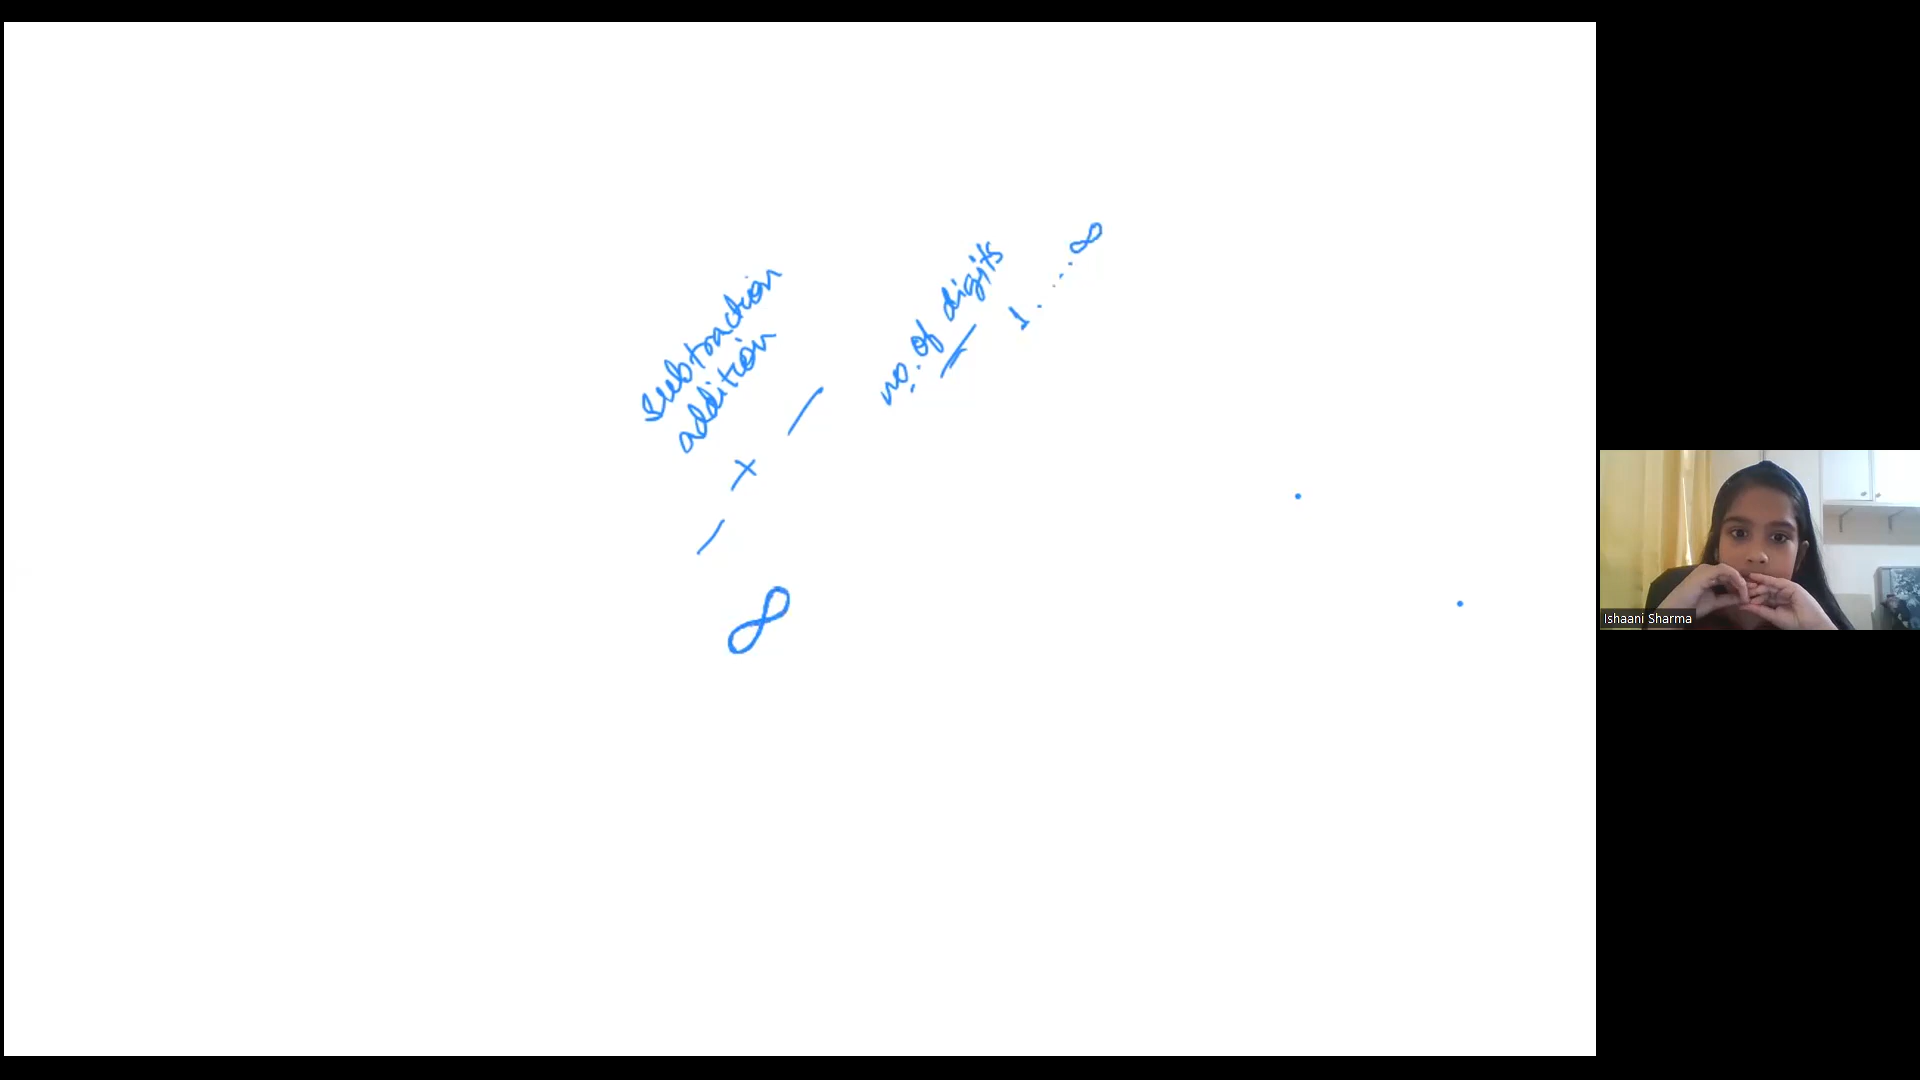 subtraction
addition
- + -
∞
no. of digits
1. ... ∞
Ishaani Sharma